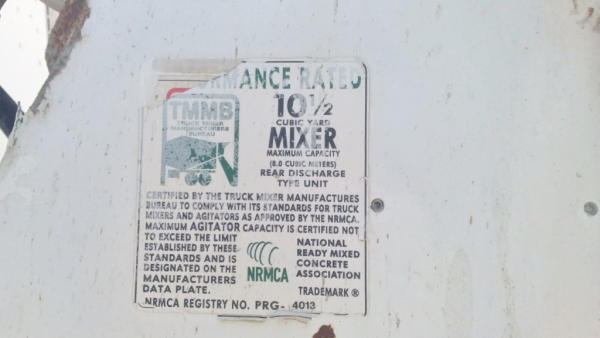 RMANCE RATED
TMMB
TRUCK MIXER
MANUFACTURERS
BUREAU
10½
CUBIC YARD
MIXER
MAXIMUM CAPACITY
(8.0 CUBIC METERS)
REAR DISCHARGE
TYPE UNIT
CERTIFIED BY THE TRUCK MIXER MANUFACTURES
BUREAU TO COMPLY WITH ITS STANDARDS FOR TRUCK
MIXERS AND AGITATORS AS APPROVED BY THE NRMCA.
MAXIMUM AGITATOR CAPACITY IS CERTIFIED NOT
TO EXCEED THE LIMIT
ESTABLISHED BY THESE
STANDARDS AND IS
DESIGNATED ON THE
MANUFACTURERS
DATA PLATE.
NRMCA
NATIONAL
READY MIXED
CONCRETE
ASSOCIATION
TRADEMARK ®
NRMCA REGISTRY NO. PRG- 4013